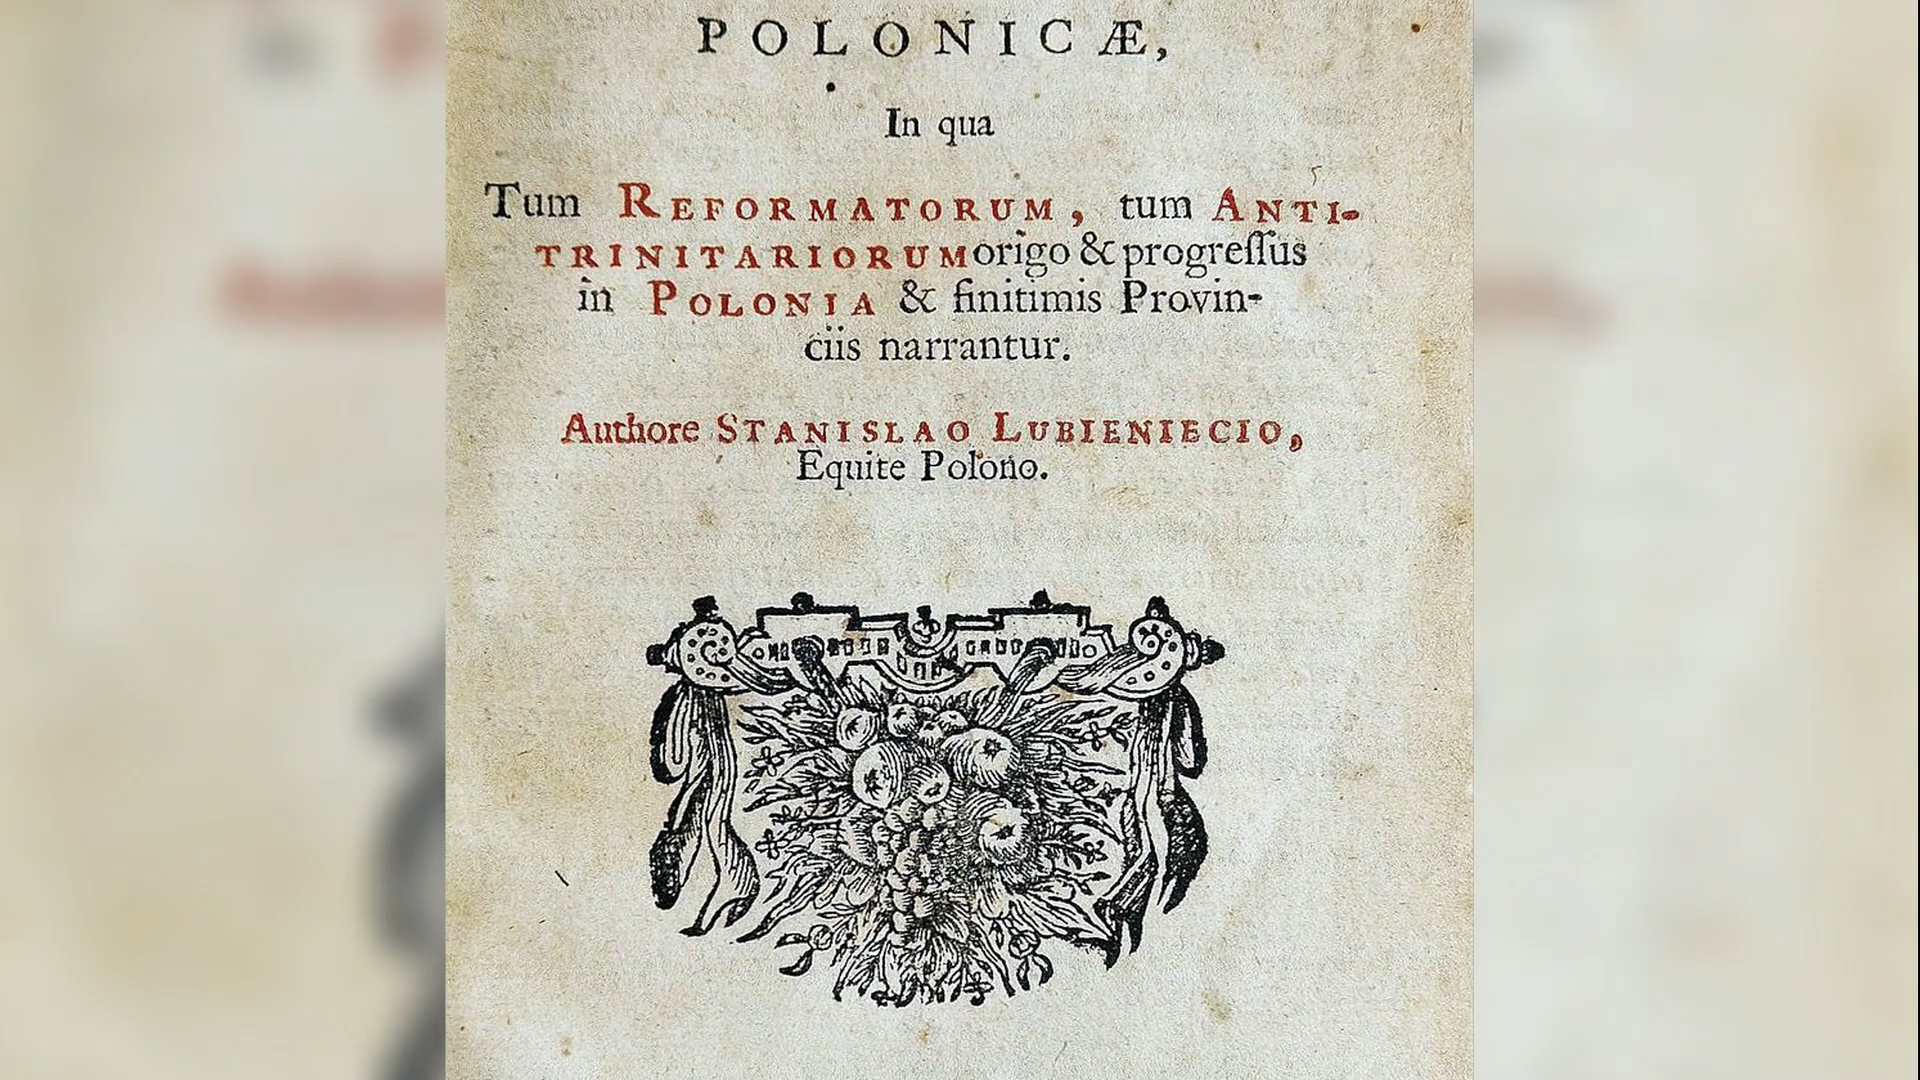 POLONICÆ,
In qua
Tum REFORMATORUM, tum ANTI-
TRINITARIORUM origo & progreſſus
in POLONIA & finitimis Provin-
ciis narrantur.
Authore STANISLAO LUBIENIECIO,
Equite Polono.